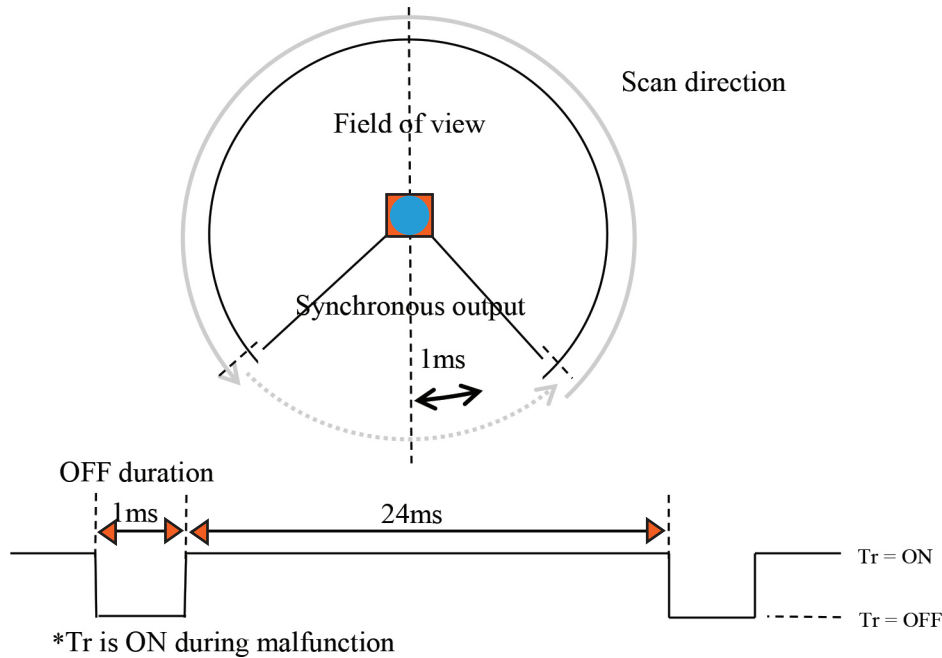 Scan direction
Field of view
Synchronous output
1ms
OFF duration
1ms
24ms
Tr = ON
Tr = OFF
*Tr is ON during malfunction